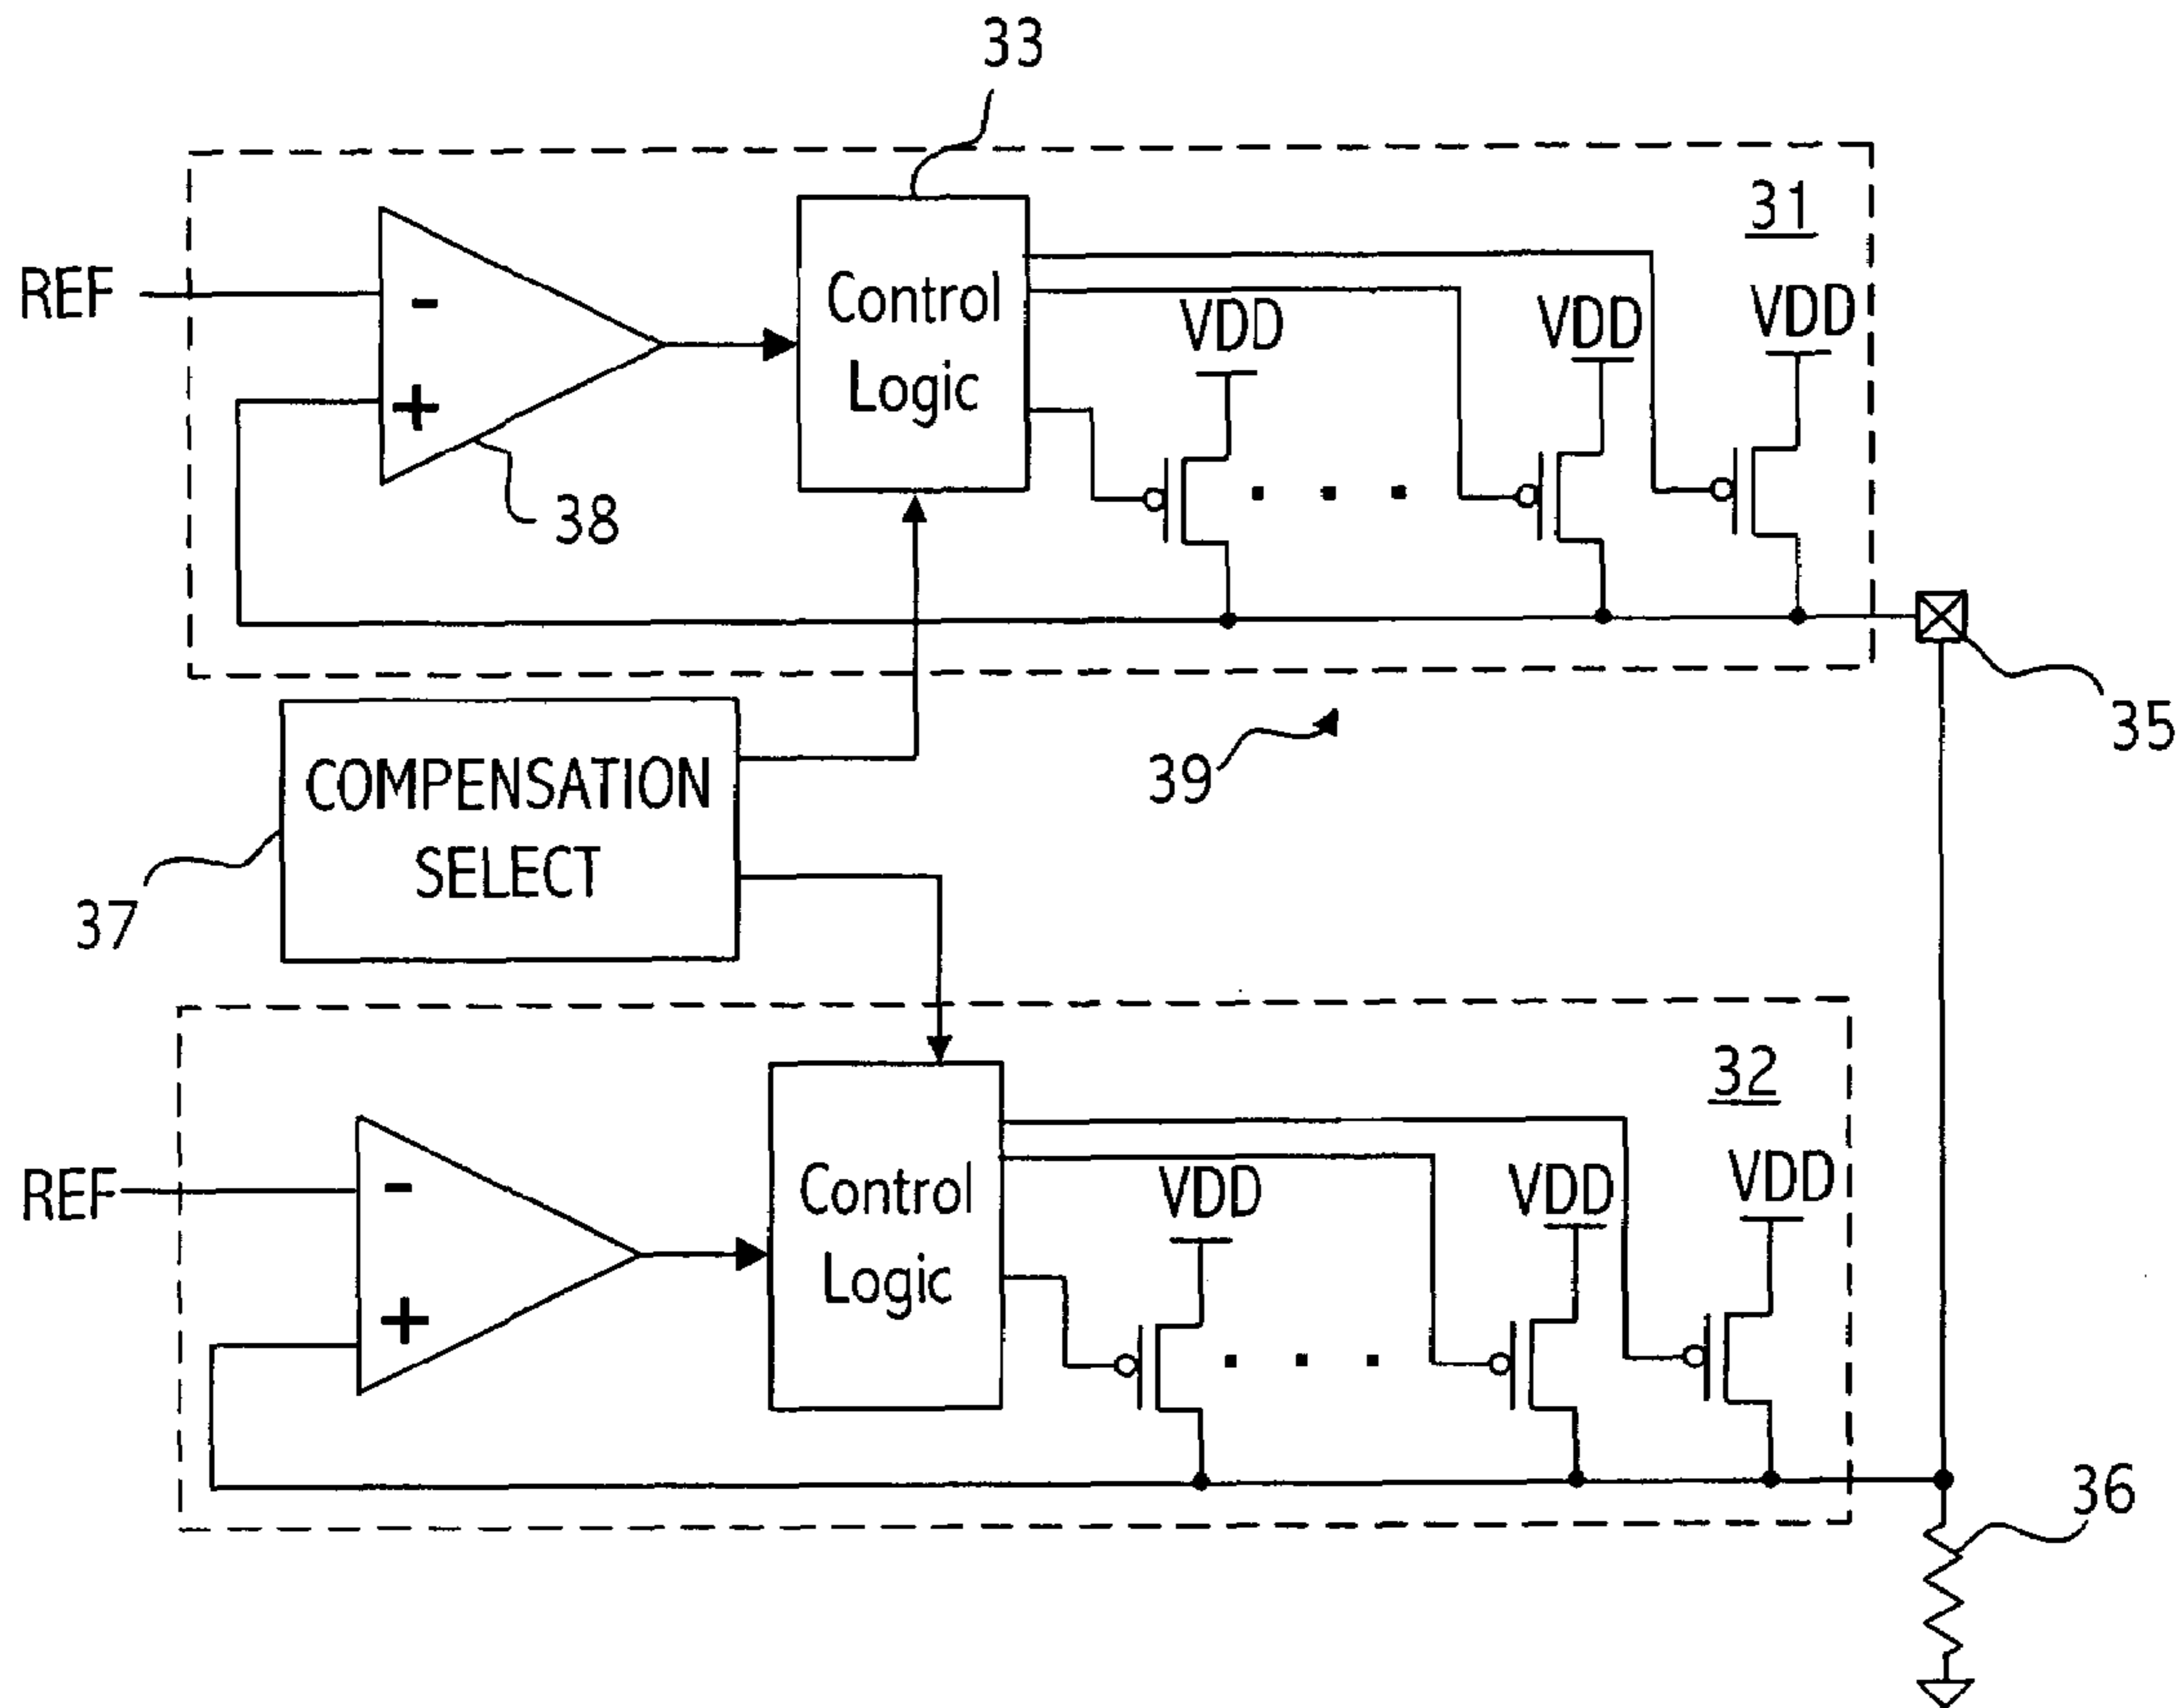 33
31
REF
-
+
Control
Logic
VDD
VDD
VDD
38
35
39
COMPENSATION
SELECT
37
32
REF
-
+
Control
Logic
VDD
VDD
VDD
36